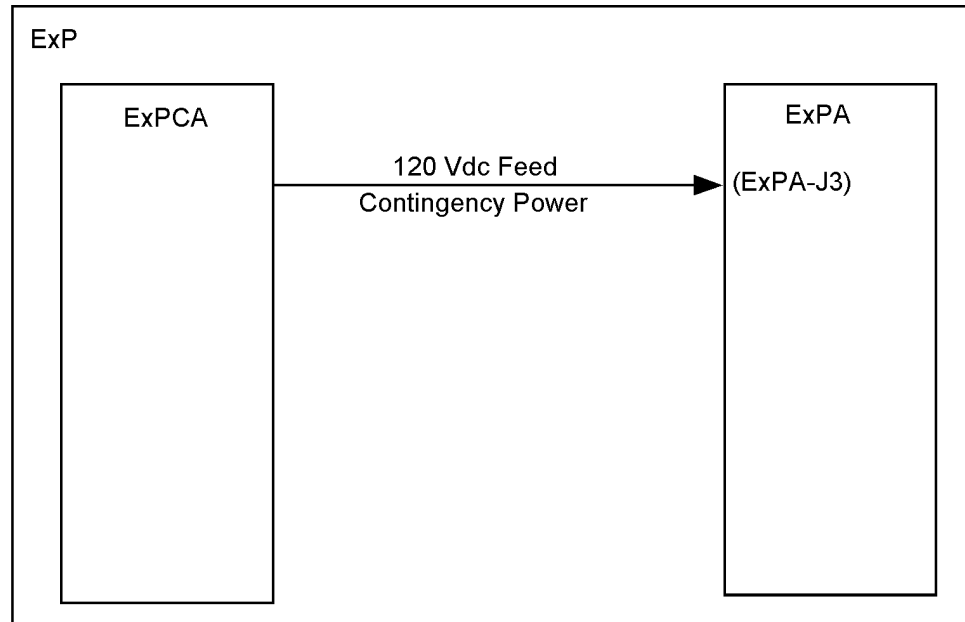 ExP
ExPCA
ExPA
120 Vdc Feed
(ExPA-J3)
Contingency Power